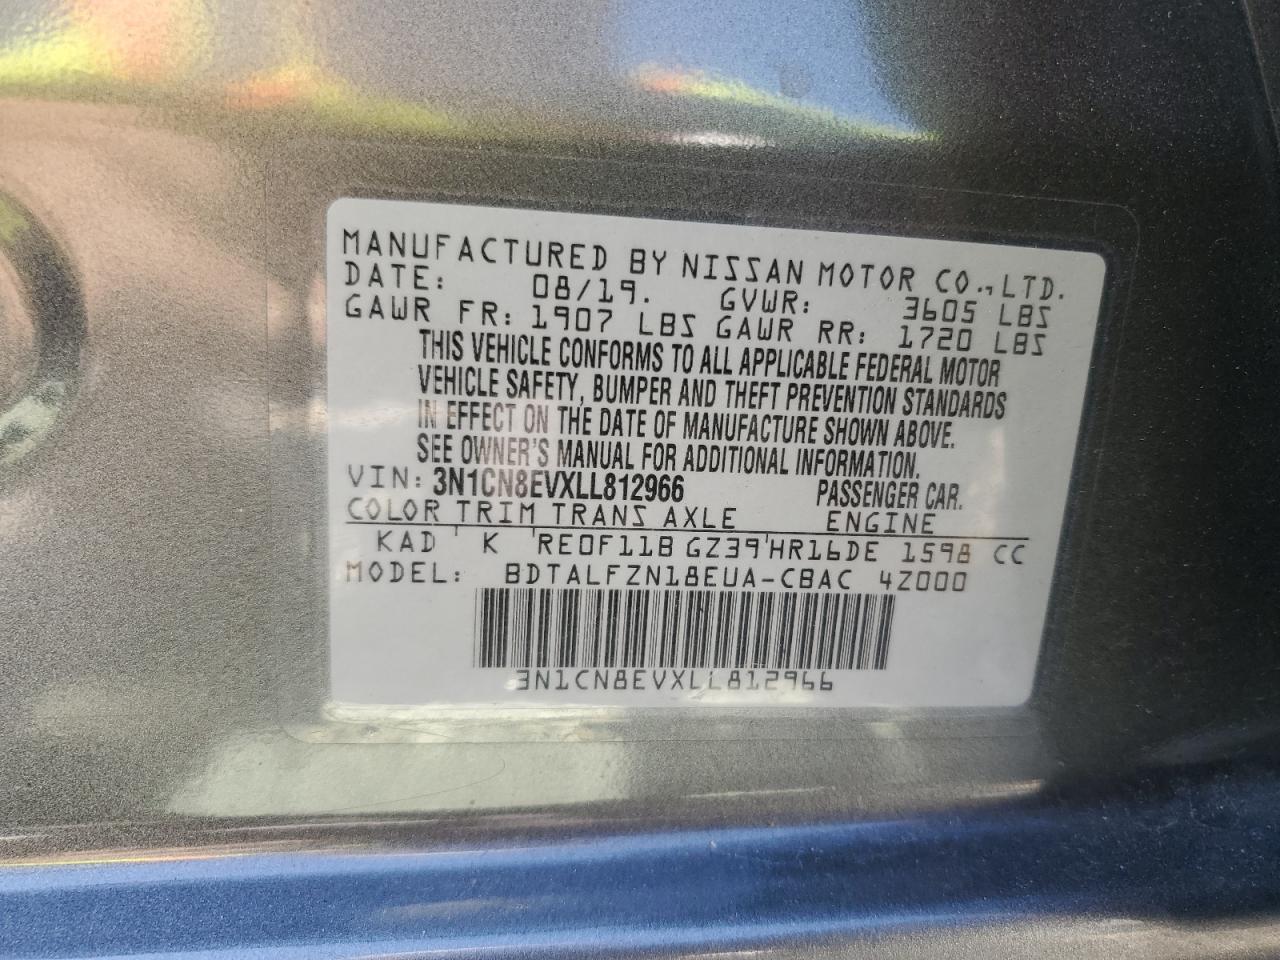 MANUFACTURED BY NISSAN MOTOR CO., LTD.
DATE: 08/19. GVWR: 3605 LBS
GAWR FR: 1907 LBS GAWR RR: 1720 LBS
THIS VEHICLE CONFORMS TO ALL APPLICABLE FEDERAL MOTOR
VEHICLE SAFETY, BUMPER AND THEFT PREVENTION STANDARDS
IN EFFECT ON THE DATE OF MANUFACTURE SHOWN ABOVE.
SEE OWNER'S MANUAL FOR ADDITIONAL INFORMATION.
VIN: 3N1CN8EVXLL812966 PASSENGER CAR.
COLOR TRIM TRANS AXLE ENGINE
KAD K RE0F11B GZ39 HR16DE 1598 CC
MODEL: BDTALFZN18EUA-CBAC 4Z000
3N1CN8EVXLL812966